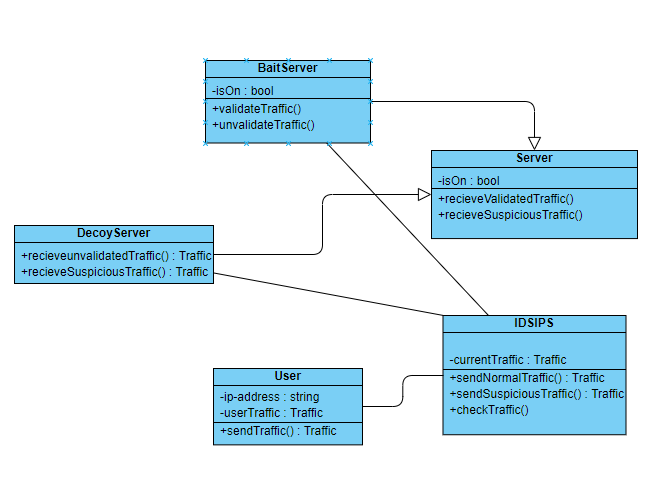 BaitServer
-isOn : bool
+validateTraffic()
+unvalidateTraffic()
Server
-isOn : bool
+recieveValidatedTraffic()
+recieveSuspiciousTraffic()
DecoyServer
+recieveunvalidatedTraffic() : Traffic
+recieveSuspiciousTraffic() : Traffic
IDSIPS
-currentTraffic : Traffic
+sendNormalTraffic() : Traffic
+sendSuspiciousTraffic() : Traffic
+checkTraffic()
User
-ip-address : string
-userTraffic : Traffic
+sendTraffic() : Traffic